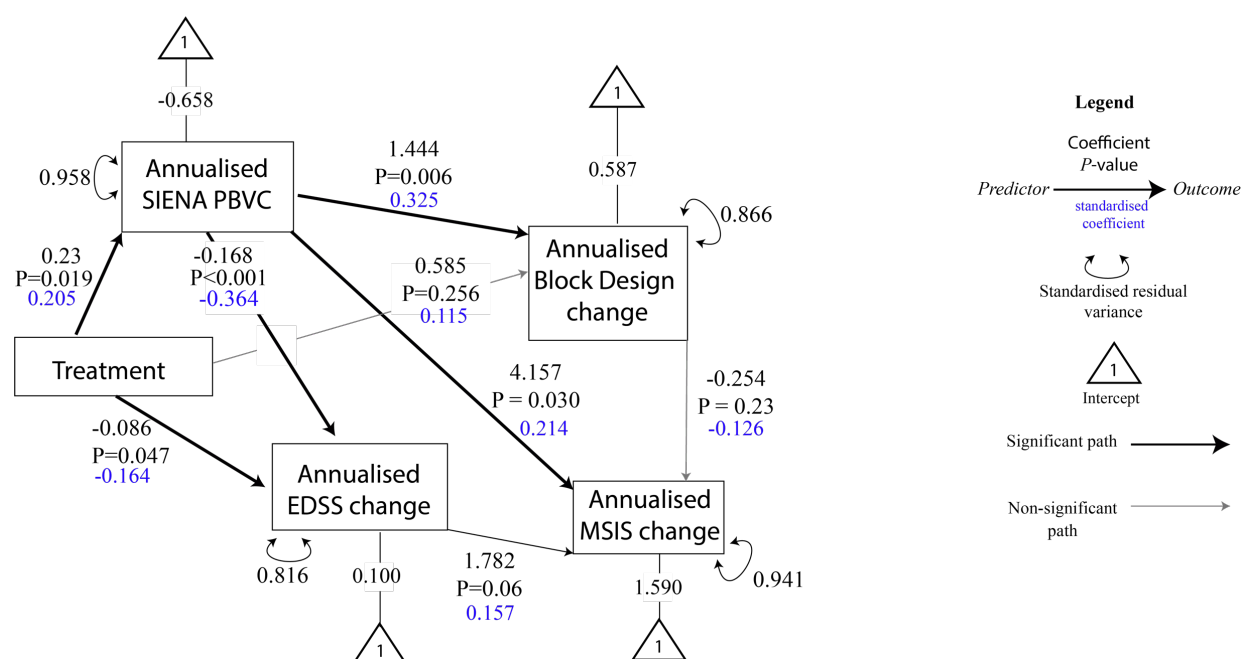 1
-0.658
Annualised
SIENA PBVC
0.958
1
0.587
Annualised
Block Design
change
0.866
1.444
P=0.006
0.325
0.23
P=0.019
0.205
-0.168
P<0.001
-0.364
0.585
P=0.256
0.115
Treatment
4.157
P = 0.030
0.214
-0.254
P = 0.23
-0.126
-0.086
P=0.047
-0.164
Annualised
EDSS change
0.816
0.100
1
1.782
P=0.06
0.157
Annualised
MSIS change
0.941
1.590
1
Legend
Coefficient
P-value
Predictor
Outcome
standardised
coefficient
Standardised residual
variance
1
Intercept
Significant path
Non-significant
path